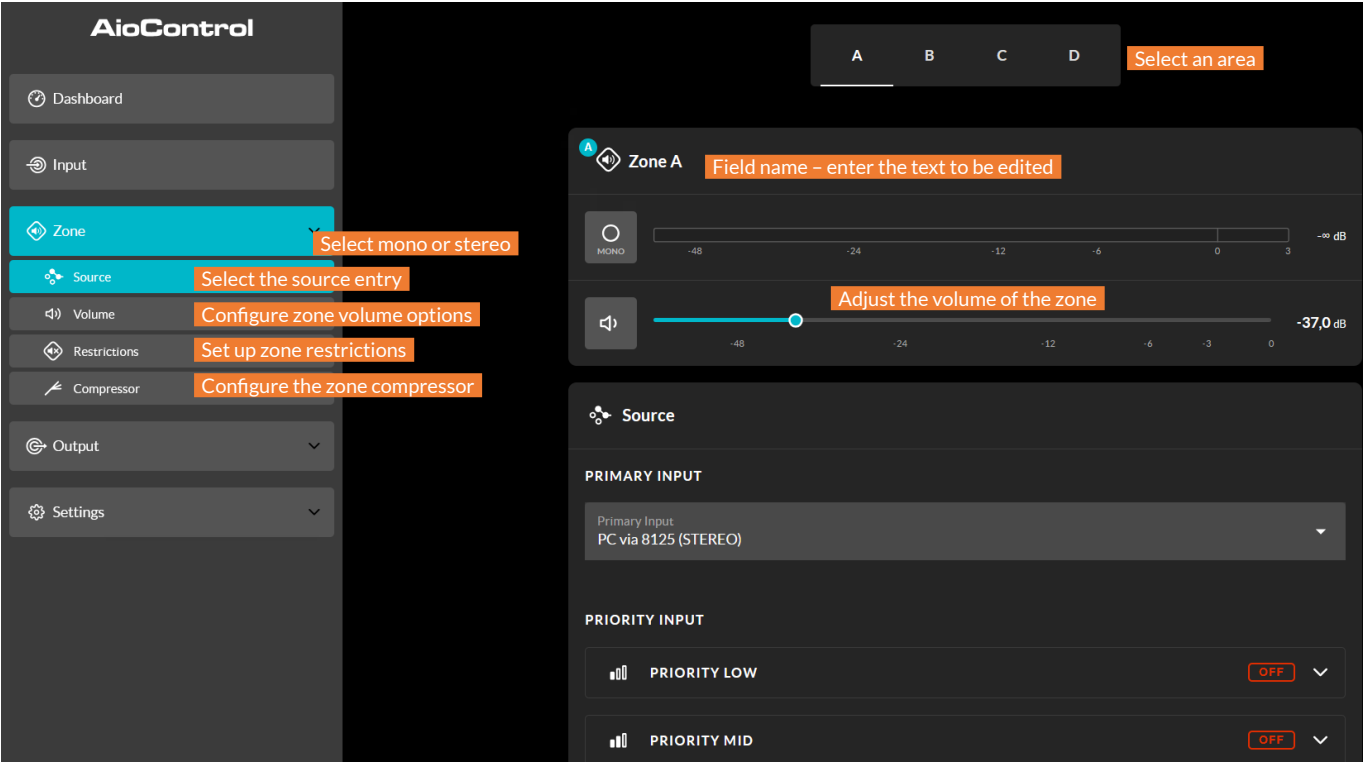 AioControl
Dashboard
Input
Zone
Select mono or stereo
Source
Select the source entry
Volume
Configure zone volume options
Restrictions
Set up zone restrictions
Compressor
Configure the zone compressor
Output
Settings
A B C D
Select an area
A
Zone A
Field name – enter the text to be edited
MONO
-48 -24 -12 -6 0 3
-∞ dB
Adjust the volume of the zone
-37,0 dB
-48 -24 -12 -6 -3 0
Source
PRIMARY INPUT
Primary Input
PC via 8125 (STEREO)
PRIORITY INPUT
PRIORITY LOW OFF
PRIORITY MID OFF